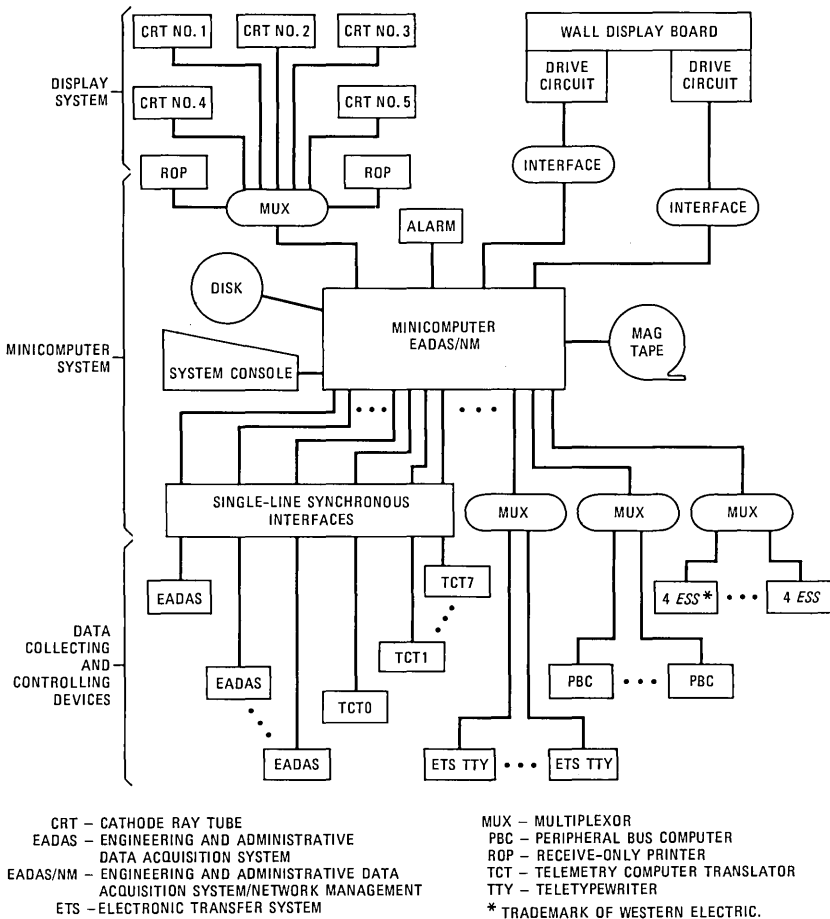 CRT NO. 1
CRT NO. 2
CRT NO. 3
WALL DISPLAY BOARD
DRIVE
CIRCUIT
DRIVE
CIRCUIT
DISPLAY
SYSTEM
CRT NO. 4
CRT NO. 5
ROP
ROP
MUX
INTERFACE
INTERFACE
ALARM
DISK
MINICOMPUTER
EADAS/NM
MAG
TAPE
MINICOMPUTER
SYSTEM
SYSTEM CONSOLE
SINGLE-LINE SYNCHRONOUS
INTERFACES
MUX
MUX
MUX
DATA
COLLECTING
AND
CONTROLLING
DEVICES
EADAS
TCT7
4 ESS*
4 ESS
EADAS
TCT1
PBC
PBC
TCT0
EADAS
ETS TTY
ETS TTY
CRT – CATHODE RAY TUBE
EADAS – ENGINEERING AND ADMINISTRATIVE
DATA ACQUISITION SYSTEM
EADAS/NM – ENGINEERING AND ADMINISTRATIVE DATA
ACQUISITION SYSTEM/NETWORK MANAGEMENT
ETS – ELECTRONIC TRANSFER SYSTEM
MUX – MULTIPLEXOR
PBC – PERIPHERAL BUS COMPUTER
ROP – RECEIVE-ONLY PRINTER
TCT – TELEMETRY COMPUTER TRANSLATOR
TTY – TELETYPEWRITER
* TRADEMARK OF WESTERN ELECTRIC.